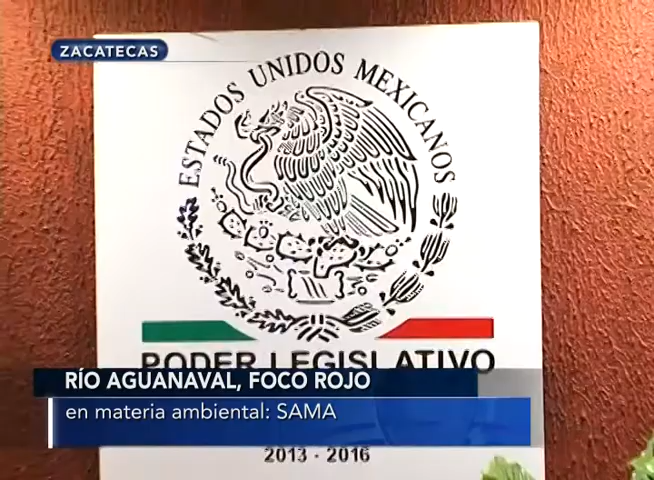 ZACATECAS
ESTADOS UNIDOS MEXICANOS
PODER LEGISLATIVO
RÍO AGUANAVAL, FOCO ROJO
en materia ambiental: SAMA
2013 - 2016